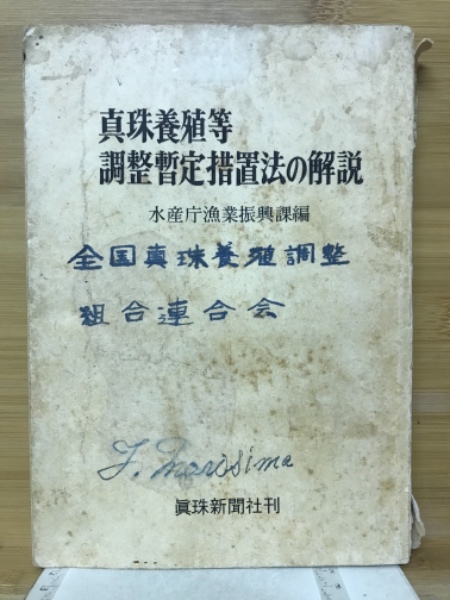 真珠養殖等
調整暫定措置法の解説
水産庁漁業振興課編
全国真珠養殖調整
組合連合会
J. Morisima
眞珠新聞社刊